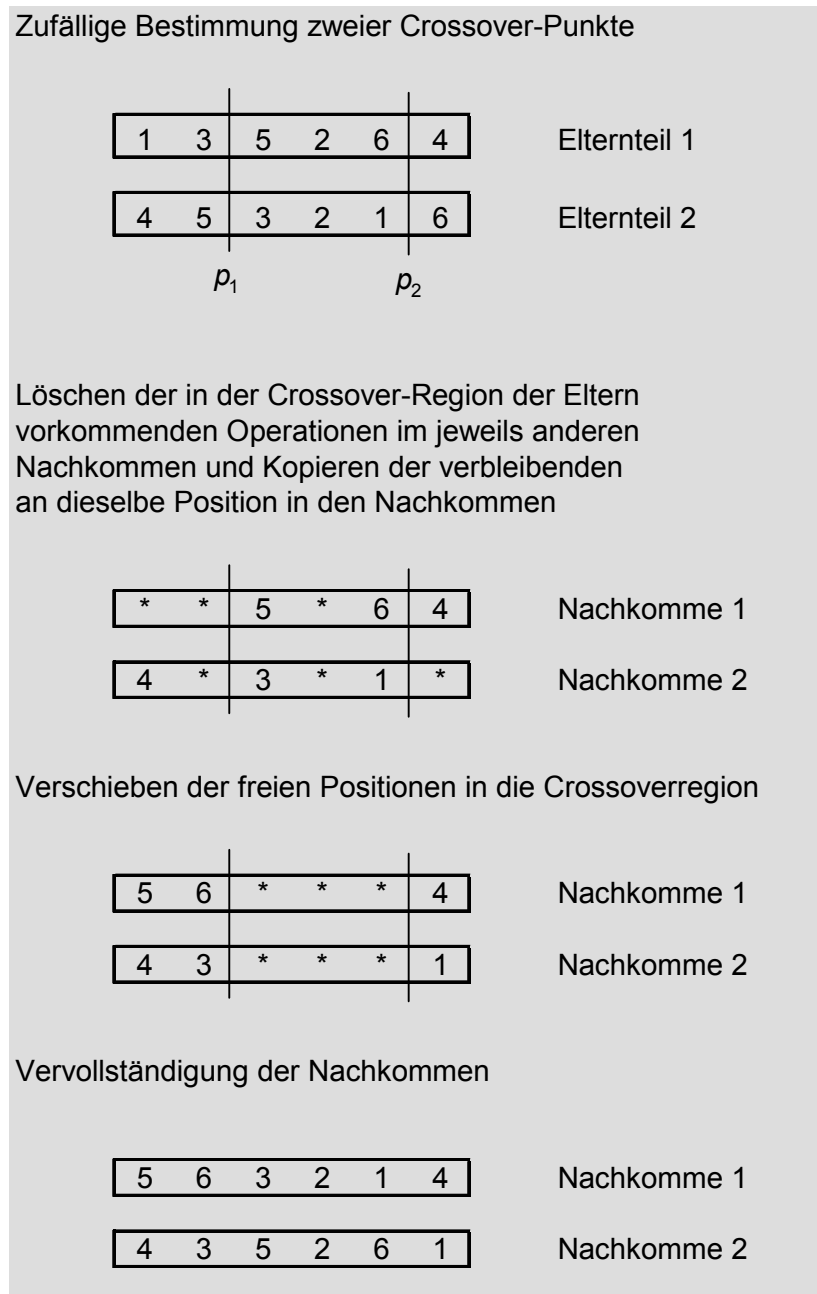 Zufällige Bestimmung zweier Crossover-Punkte
1 3 5 2 6 4 Elternteil 1
4 5 3 2 1 6 Elternteil 2
p1 p2
Löschen der in der Crossover-Region der Eltern
vorkommenden Operationen im jeweils anderen
Nachkommen und Kopieren der verbleibenden
an dieselbe Position in den Nachkommen
* * 5 * 6 4 Nachkomme 1
4 * 3 * 1 * Nachkomme 2
Verschieben der freien Positionen in die Crossoverregion
5 6 * * * 4 Nachkomme 1
4 3 * * * 1 Nachkomme 2
Vervollständigung der Nachkommen
5 6 3 2 1 4 Nachkomme 1
4 3 5 2 6 1 Nachkomme 2